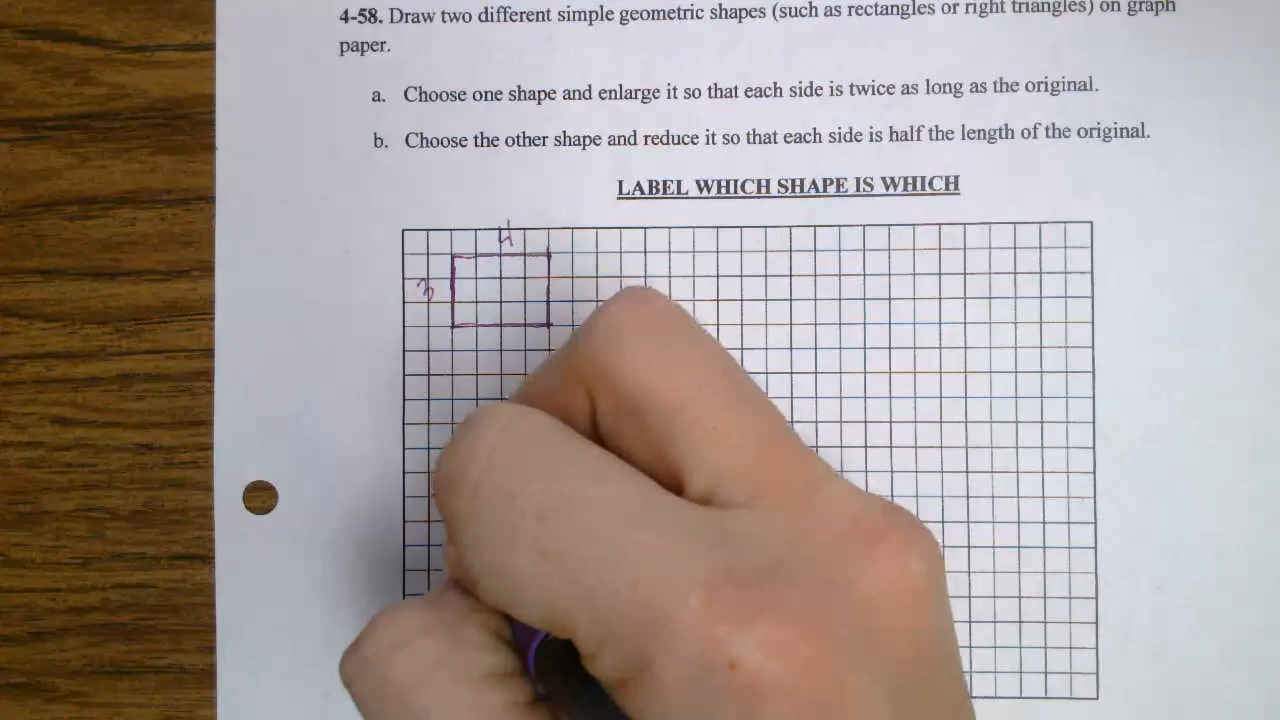 4-58. Draw two different simple geometric shapes (such as rectangles or right triangles) on graph
paper.
a. Choose one shape and enlarge it so that each side is twice as long as the original.
b. Choose the other shape and reduce it so that each side is half the length of the original.
LABEL WHICH SHAPE IS WHICH
4
3